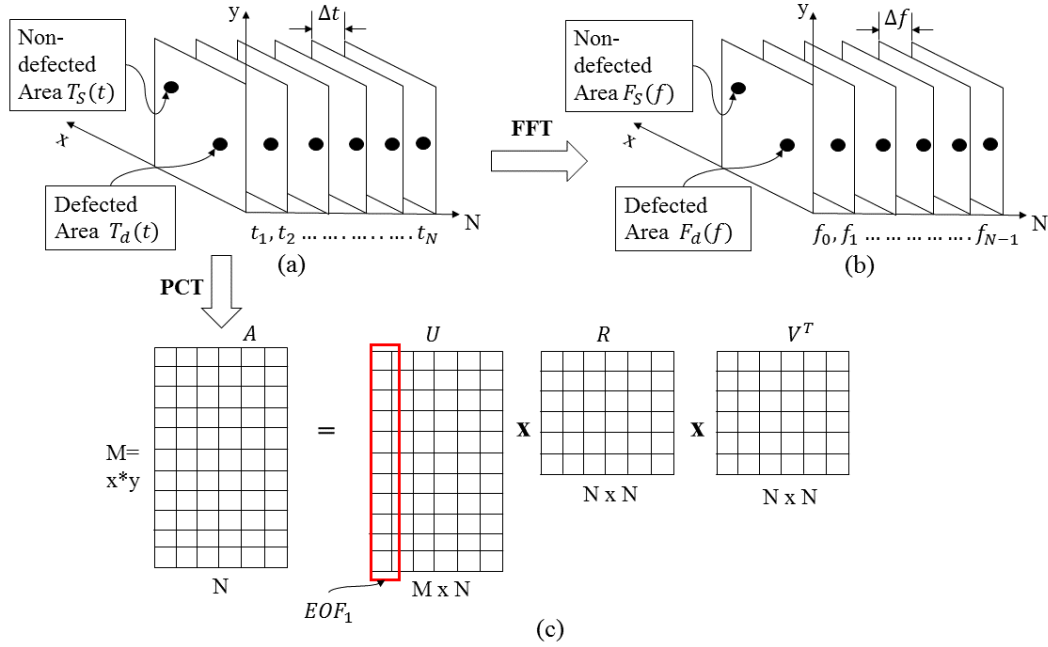 Non-
defected
Area T_S(t)
y
Δt
x
Defected
Area T_d(t)
N
t_1, t_2 ... ... . ... . . ... . t_N
(a)
FFT
Non-
defected
Area F_S(f)
y
Δf
x
Defected
Area F_d(f)
N
f_0, f_1 ... ... ... ... ... . f_{N-1}
(b)
PCT
A
U
R
V^T
M=
x*y
=
x
x
N
M x N
N x N
N x N
EOF_1
(c)